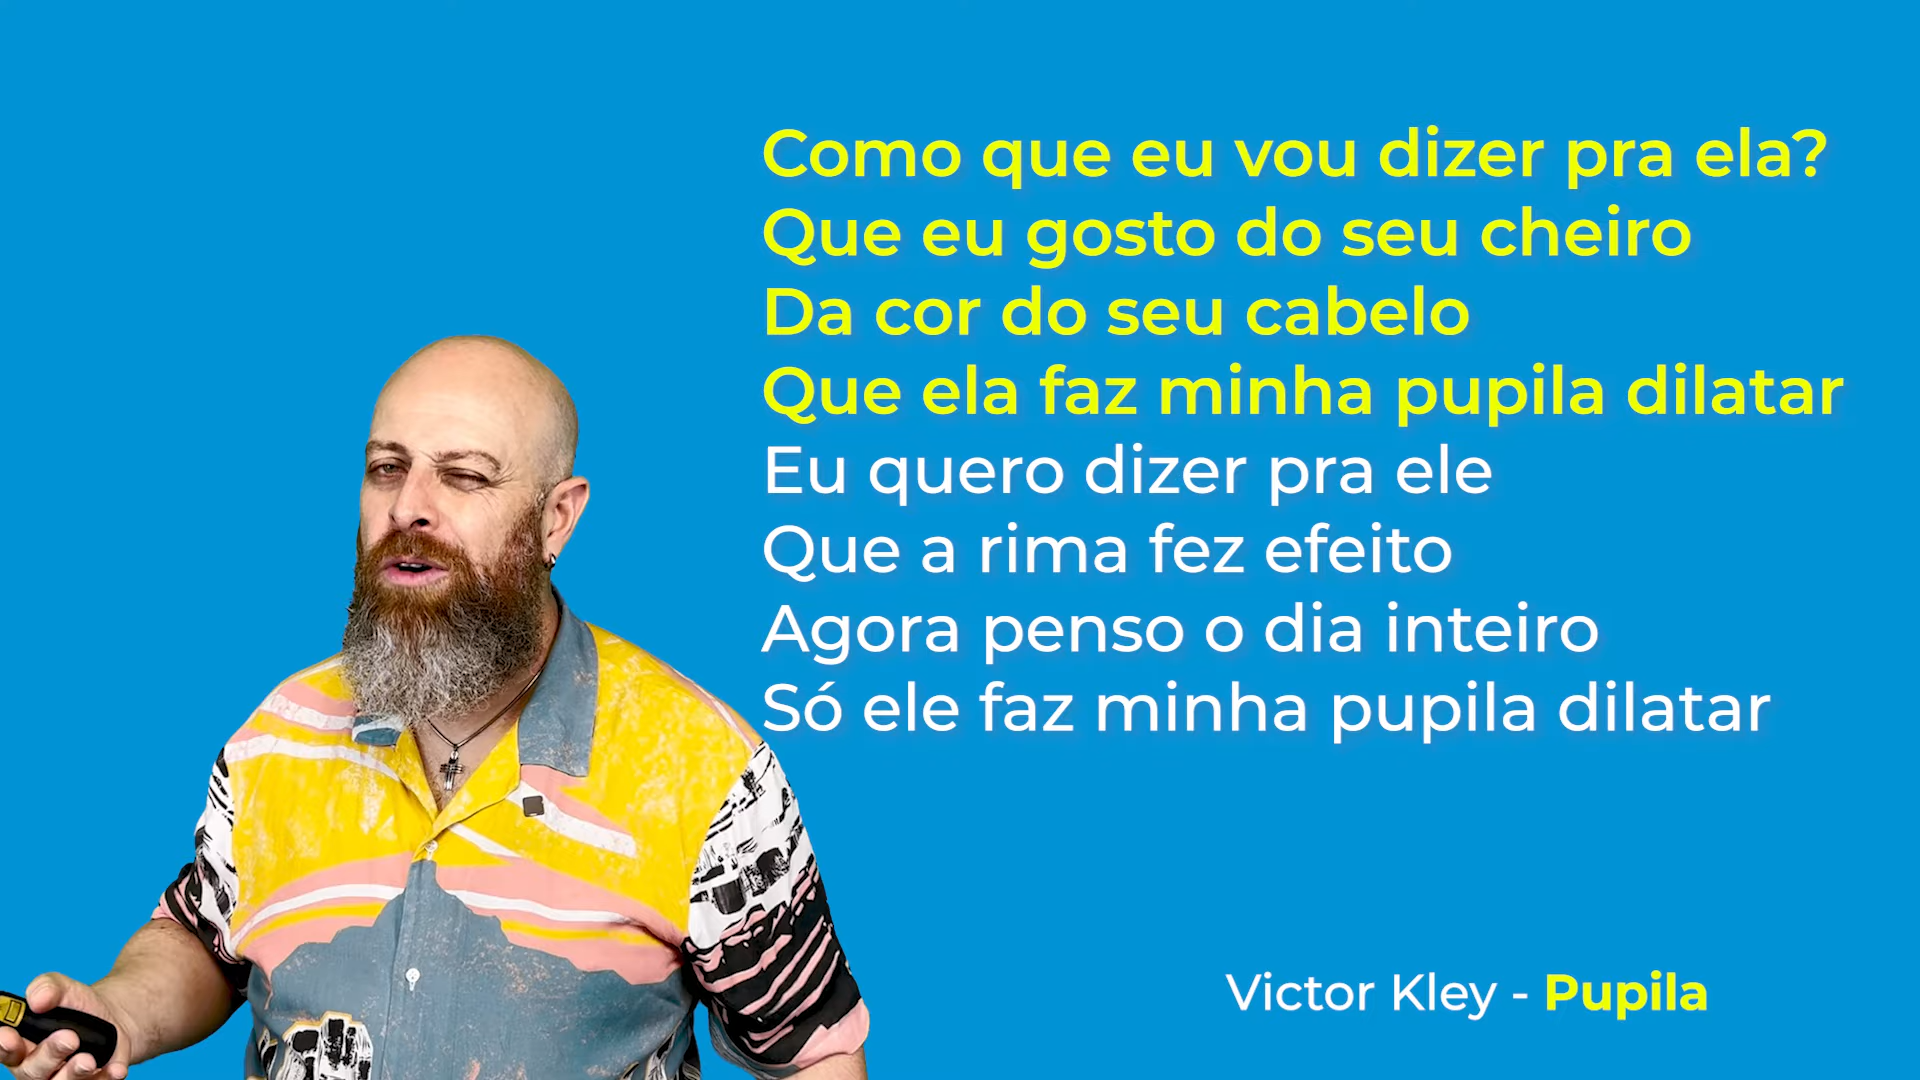 Como que eu vou dizer pra ela?
Que eu gosto do seu cheiro
Da cor do seu cabelo
Que ela faz minha pupila dilatar
Eu quero dizer pra ele
Que a rima fez efeito
Agora penso o dia inteiro
Só ele faz minha pupila dilatar
Victor Kley - Pupila